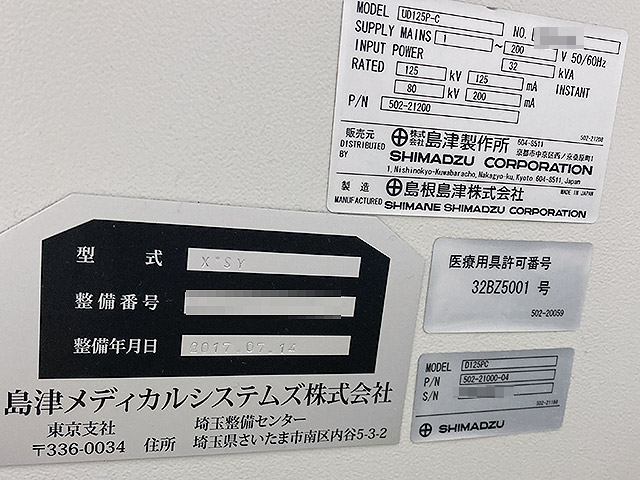 MODEL UD125P-C NO.
SUPPLY MAINS 1 ~ 200 V 50/60Hz
INPUT POWER 32 kVA
RATED 125 kV 125 mA INSTANT
80 kV 200 mA
P/N 502-21200
502-21208
販売元 株式会社 島津製作所 604-8511 京都市中京区西ノ京桑原町1
DISTRIBUTED BY SHIMADZU CORPORATION
1, Nishinokyo-Kuwabaracho, Nakagyo-ku, Kyoto 604-8511, Japan
製造 島根島津株式会社 MADE IN JAPAN
MANUFACTURED SHIMANE SHIMADZU CORPORATION
型式 X*SY
整備番号
整備年月日 2017.07.14
島津メディカルシステムズ株式会社
東京支社 埼玉整備センター
〒336-0034 住所 埼玉県さいたま市南区内谷5-3-2
医療用具許可番号
32BZ5001 号
502-20059
MODEL D125PC
P/N 502-21000-04
S/N
502-21188
SHIMADZU